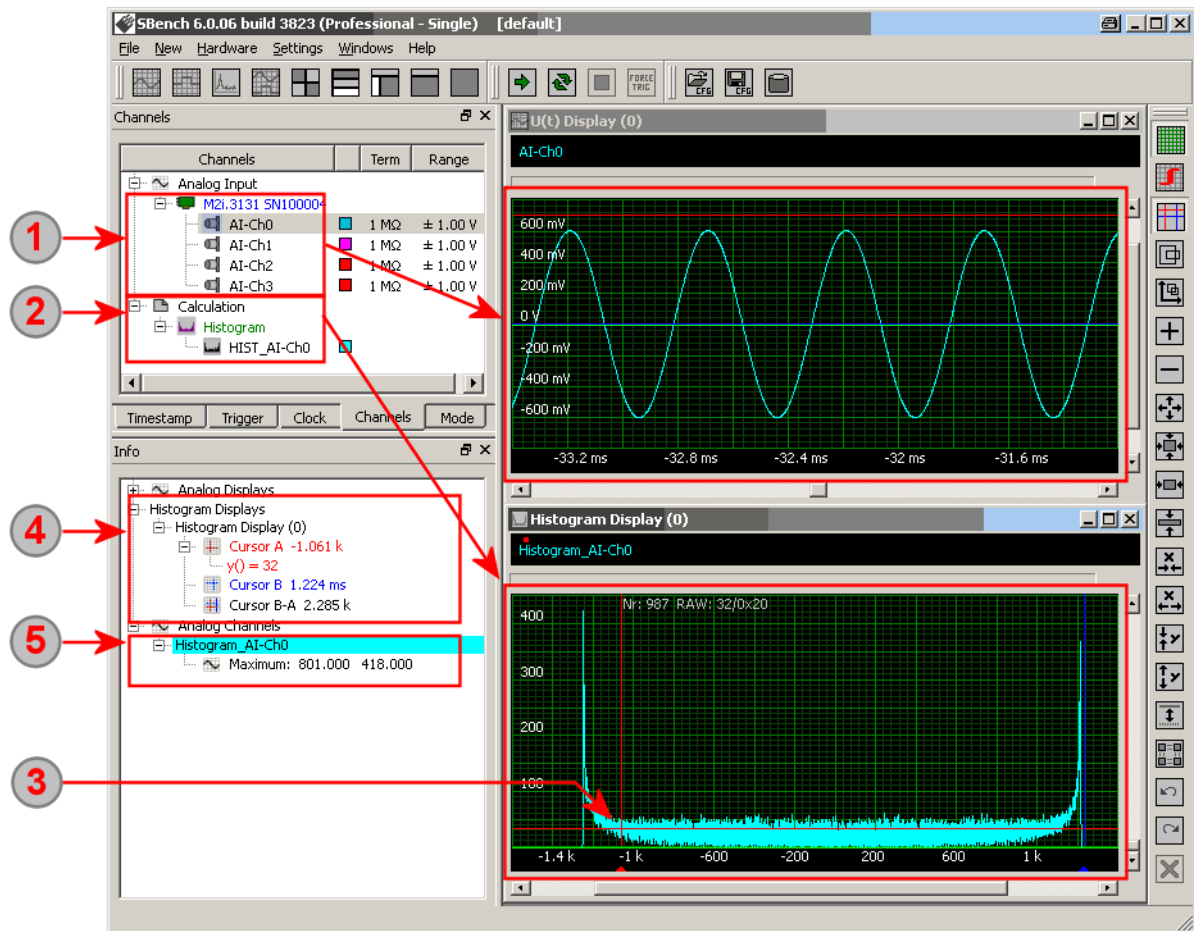 SBench 6.0.06 build 3823 (Professional - Single) [default]
File New Hardware Settings Windows Help
FORCE TRIG
CFG
CFG
Channels
Channels Term Range
Analog Input
M2i.3131 SN100004
AI-Ch0 1 MΩ ± 1.00 V
AI-Ch1 1 MΩ ± 1.00 V
AI-Ch2 1 MΩ ± 1.00 V
AI-Ch3 1 MΩ ± 1.00 V
Calculation
Histogram
HIST_AI-Ch0
Timestamp Trigger Clock Channels Mode
1
2
U(t) Display (0)
AI-Ch0
600 mV
400 mV
200 mV
0 V
-200 mV
-400 mV
-600 mV
-33.2 ms -32.8 ms -32.4 ms -32 ms -31.6 ms
Info
Analog Displays
Histogram Displays
Histogram Display (0)
Cursor A -1.061 k
y() = 32
Cursor B 1.224 ms
Cursor B-A 2.285 k
Analog Channels
Histogram_AI-Ch0
Maximum: 801.000 418.000
4
5
3
Histogram Display (0)
Histogram_AI-Ch0
Nr: 987 RAW: 32/0x20
400
300
200
100
-1.4 k -1 k -600 -200 200 600 1 k